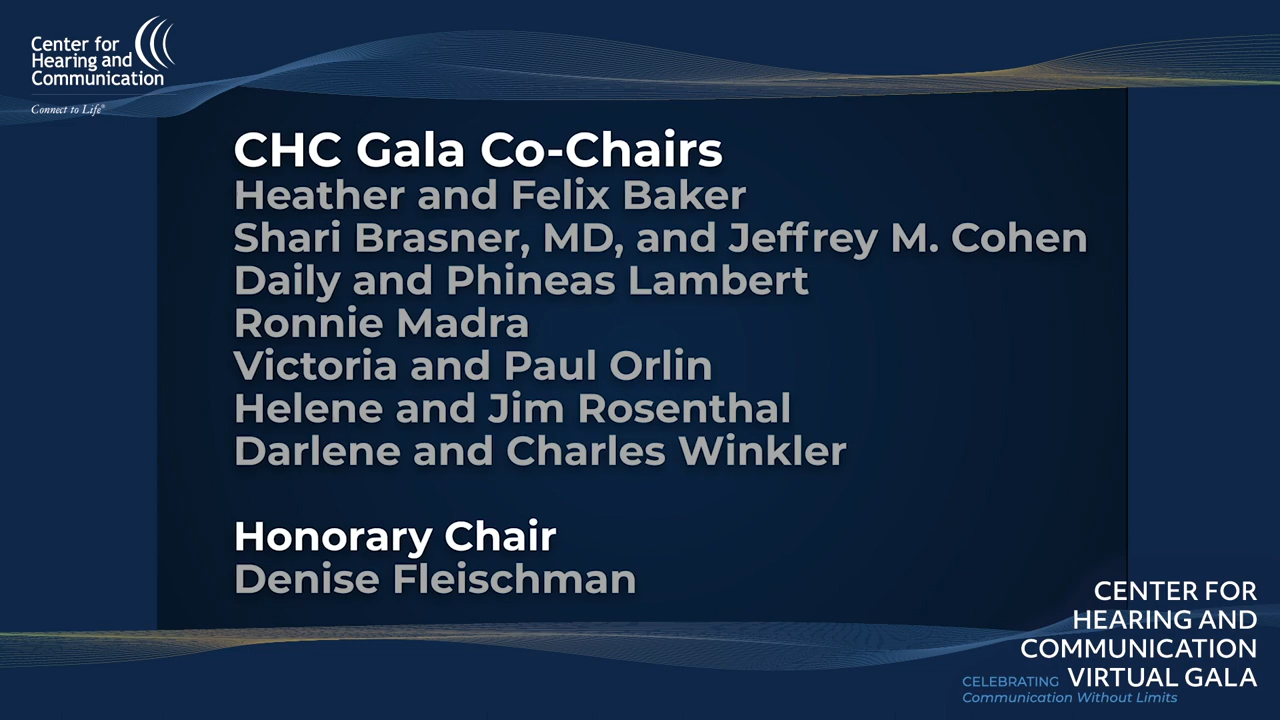 Center for
Hearing and
Communication
Connect to Life®
CHC Gala Co-Chairs
Heather and Felix Baker
Shari Brasner, MD, and Jeffrey M. Cohen
Daily and Phineas Lambert
Ronnie Madra
Victoria and Paul Orlin
Helene and Jim Rosenthal
Darlene and Charles Winkler
Honorary Chair
Denise Fleischman
CENTER FOR
HEARING AND
COMMUNICATION
CELEBRATING VIRTUAL GALA
Communication Without Limits